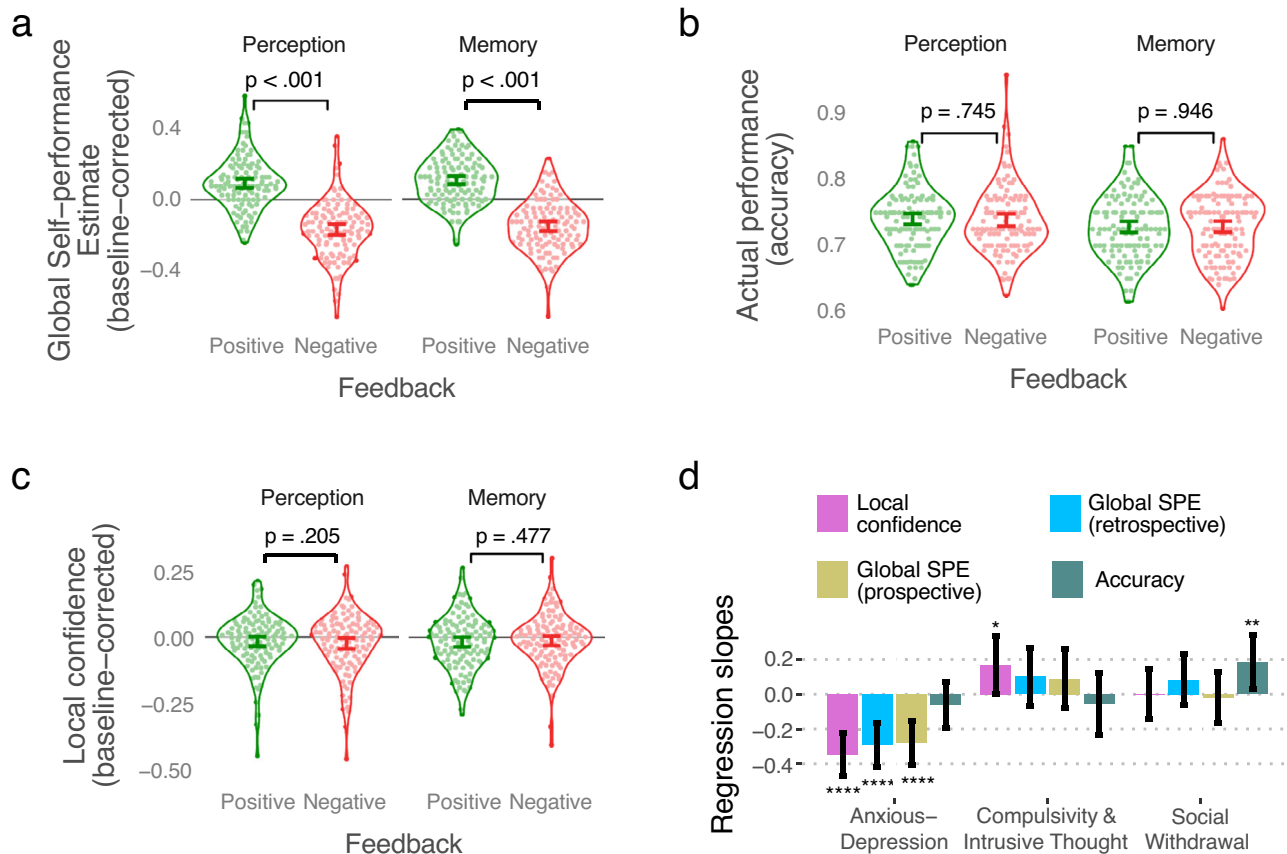 a
Perception
Memory
p < .001
p < .001
Global Self−performance
Estimate
(baseline−corrected)
0.4
0.0
−0.4
Positive
Negative
Positive
Negative
Feedback
b
Perception
Memory
p = .745
p = .946
Actual performance
(accuracy)
0.9
0.8
0.7
0.6
Positive
Negative
Positive
Negative
Feedback
c
Perception
Memory
p = .205
p = .477
Local confidence
(baseline−corrected)
0.25
0.00
−0.25
−0.50
Positive
Negative
Positive
Negative
Feedback
d
Local
confidence
Global SPE
(retrospective)
Global SPE
(prospective)
Accuracy
Regression slopes
0.2
0.0
−0.2
−0.4
*
**
****
****
****
Anxious−
Depression
Compulsivity &
Intrusive Thought
Social
Withdrawal